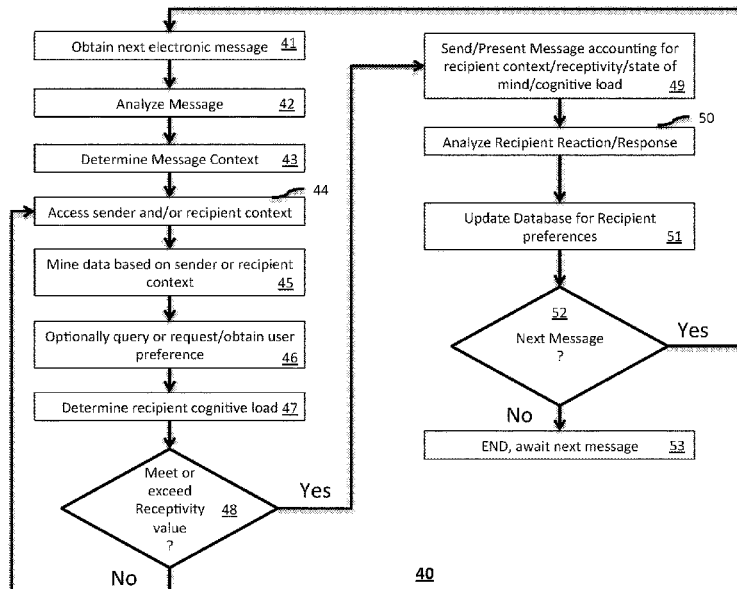 Obtain next electronic message 41
Analyze Message 42
Determine Message Context 43
44
Access sender and/or recipient context
Mine data based on sender or recipient
context 45
Optionally query or request/obtain user
preference 46
Determine recipient cognitive load 47
Meet or
exceed
Receptivity 48
value
?
Yes
No
Send/Present Message accounting for
recipient context/receptivity/state of
mind/cognitive load 49
50
Analyze Recipient Reaction/Response
Update Database for Recipient
preferences 51
52
Next Message
?
Yes
No
END, await next message 53
40